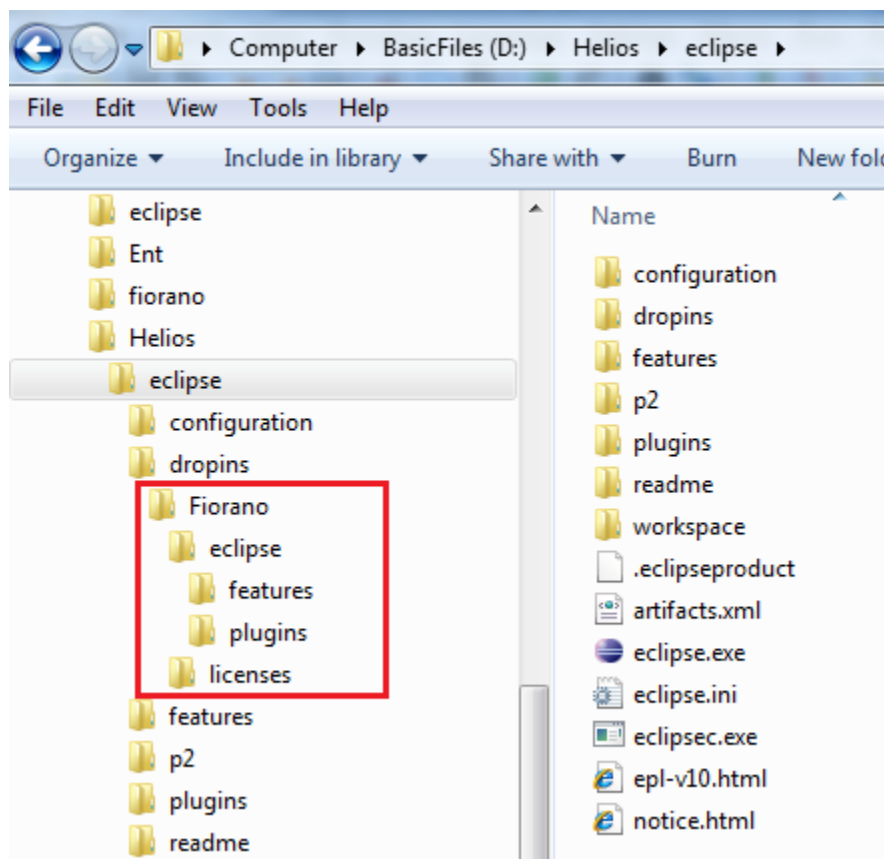 Computer BasicFiles (D:) Helios eclipse
File Edit View Tools Help
Organize Include in library Share with Burn New fol
eclipse
Ent
fiorano
Helios
eclipse
configuration
dropins
Fiorano
eclipse
features
plugins
licenses
features
p2
plugins
readme
Name
configuration
dropins
features
p2
plugins
readme
workspace
.eclipseproduct
artifacts.xml
eclipse.exe
eclipse.ini
eclipsec.exe
epl-v10.html
notice.html